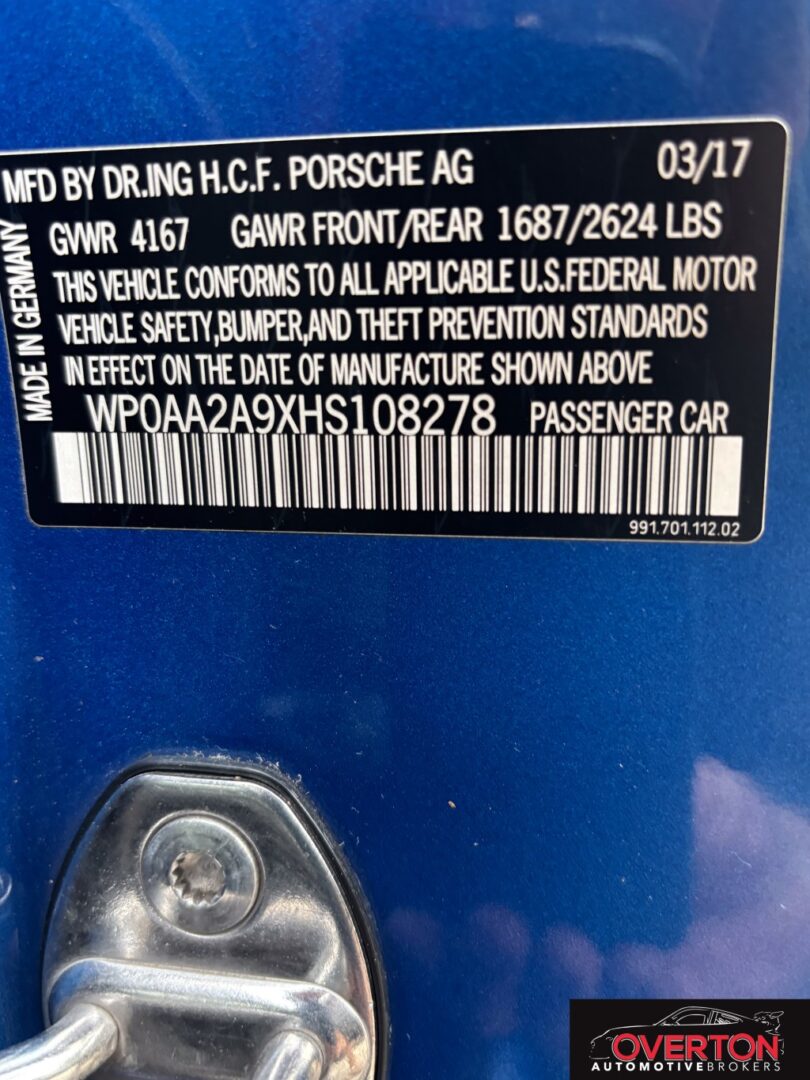 MFD BY DR.ING H.C.F. PORSCHE AG 03/17
GVWR 4167 GAWR FRONT/REAR 1687/2624 LBS
THIS VEHICLE CONFORMS TO ALL APPLICABLE U.S.FEDERAL MOTOR
VEHICLE SAFETY,BUMPER,AND THEFT PREVENTION STANDARDS
IN EFFECT ON THE DATE OF MANUFACTURE SHOWN ABOVE
WP0AA2A9XHS108278 PASSENGER CAR
991.701.112.02
MADE IN GERMANY
OVERTON
AUTOMOTIVEBROKERS